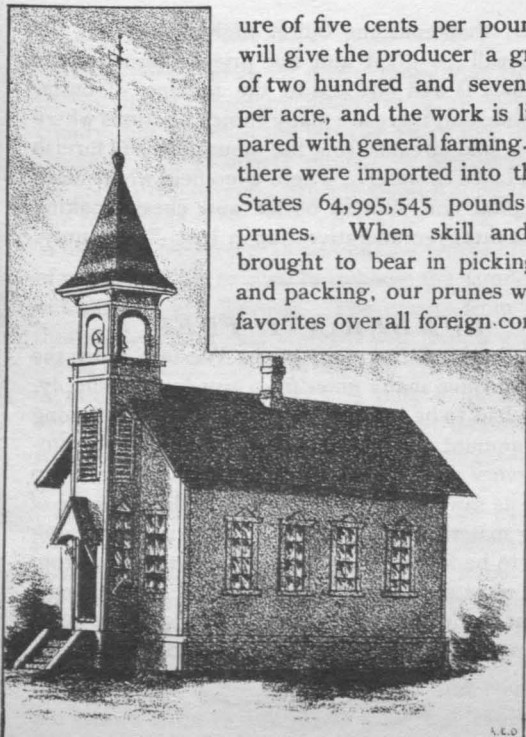 ure of five cents per poun
will give the producer a g
of two hundred and seven
per acre, and the work is l
pared with general farming.
there were imported into t
States 64,995,545 pounds
prunes. When skill and
brought to bear in picking
and packing, our prunes w
favorites over all foreign con